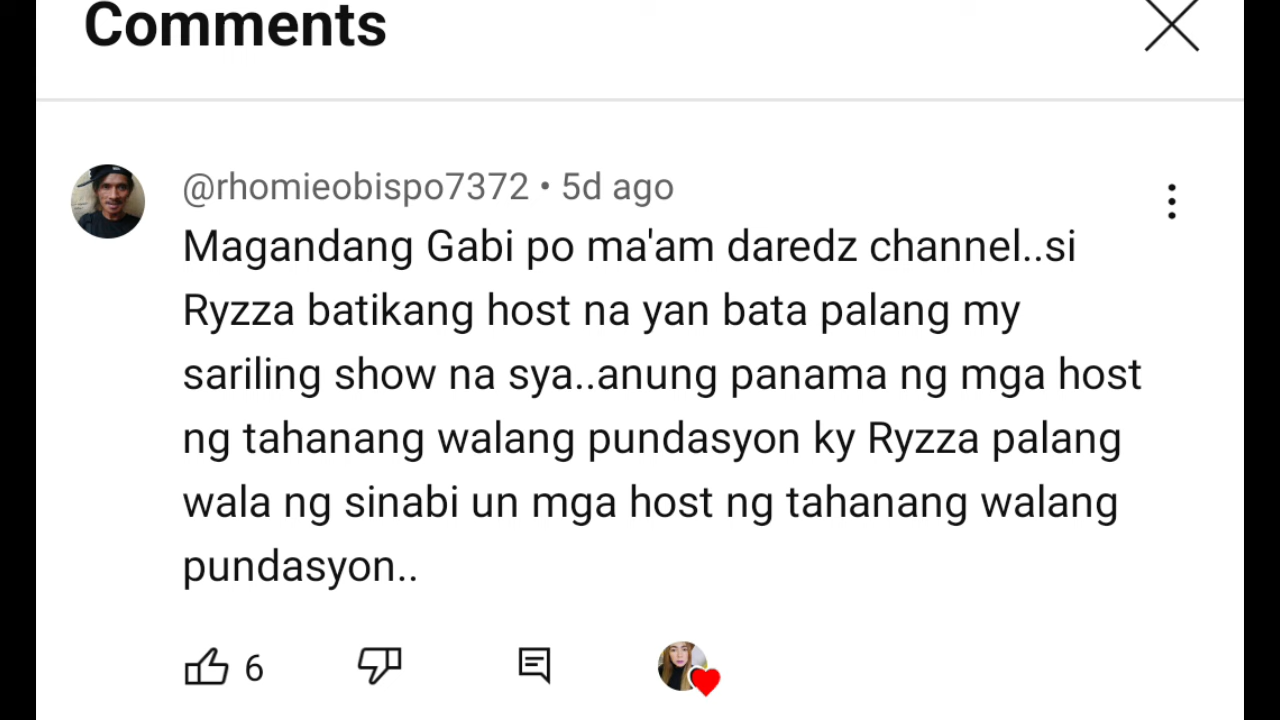 Comments
@rhomieobispo7372 • 5d ago
Magandang Gabi po ma'am daredz channel..si
Ryzza batikang host na yan bata palang my
sariling show na sya..anung panama ng mga host
ng tahanang walang pundasyon ky Ryzza palang
wala ng sinabi un mga host ng tahanang walang
pundasyon..
6